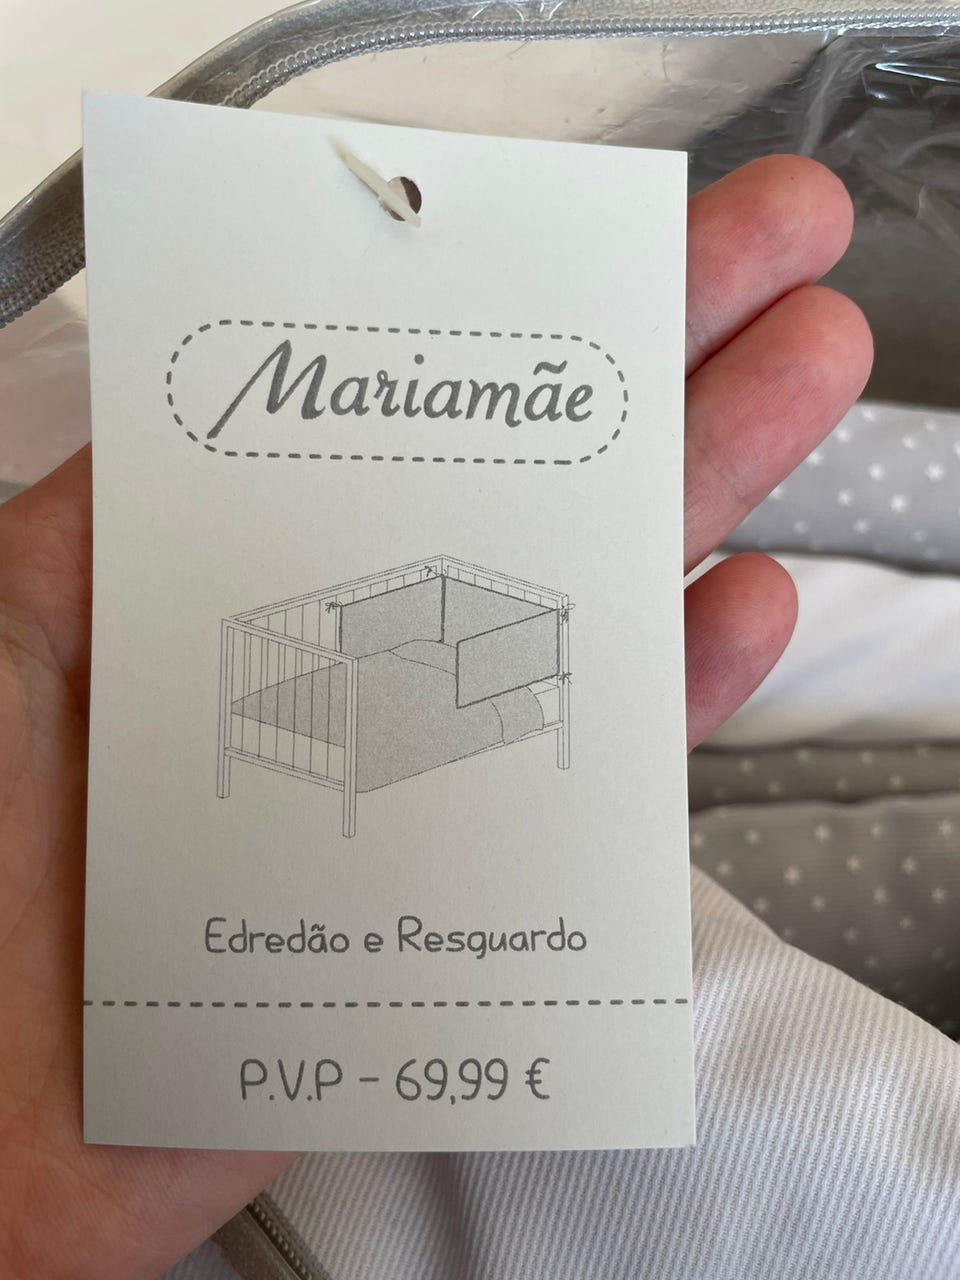 Mariamãe
Edredão e Resguardo
P.V.P - 69,99 €